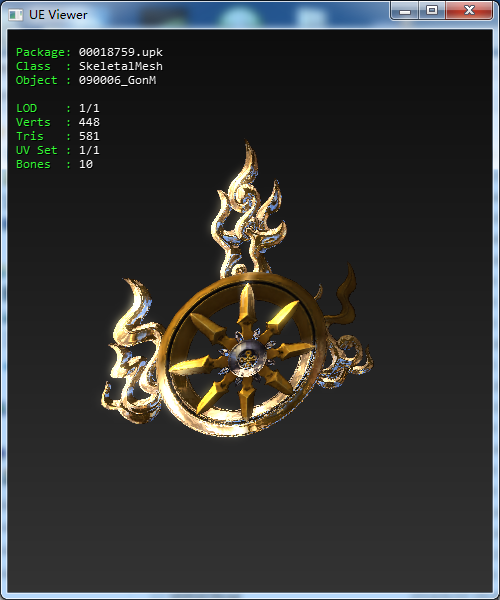 UE Viewer
Package: 00018759.upk
Class : SkeletalMesh
Object : 090006_GonM
LOD : 1/1
Verts : 448
Tris : 581
UV Set : 1/1
Bones : 10